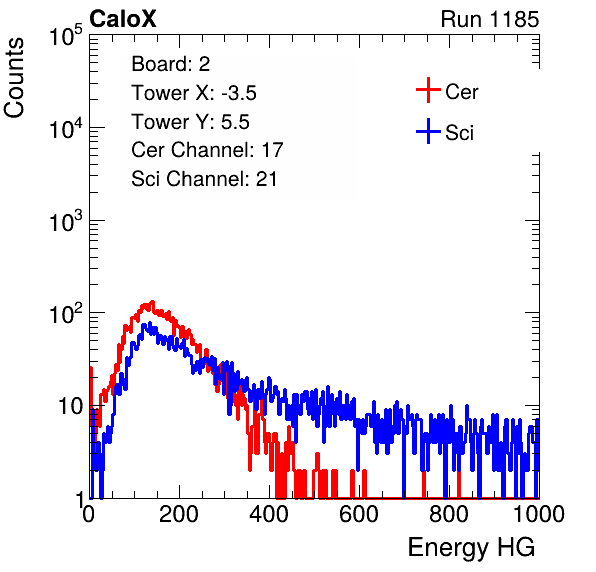 CaloX Run 1185
Counts
Board: 2
Tower X: -3.5
Tower Y: 5.5
Cer Channel: 17
Sci Channel: 21
Cer
Sci
10^5
10^4
10^3
10^2
10
1
0 200 400 600 800 1000
Energy HG